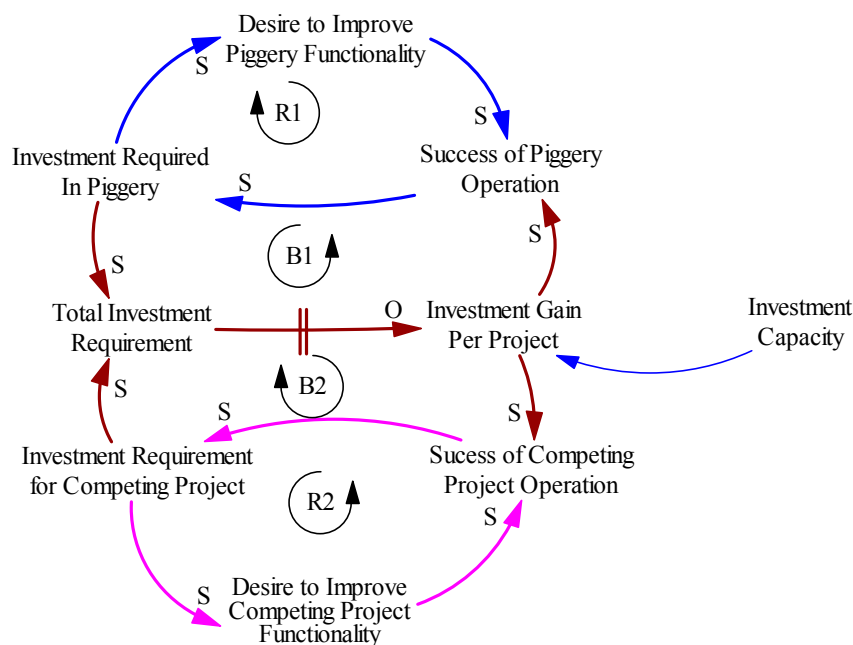 Desire to Improve
Piggery Functionality
S
R1
S
Investment Required
In Piggery
Success of Piggery
Operation
S
S
B1
S
Total Investment
Requirement
O
Investment Gain
Per Project
Investment
Capacity
B2
S
S
S
Investment Requirement
for Competing Project
Sucess of Competing
Project Operation
R2
S
S
Desire to Improve
Competing Project
Functionality